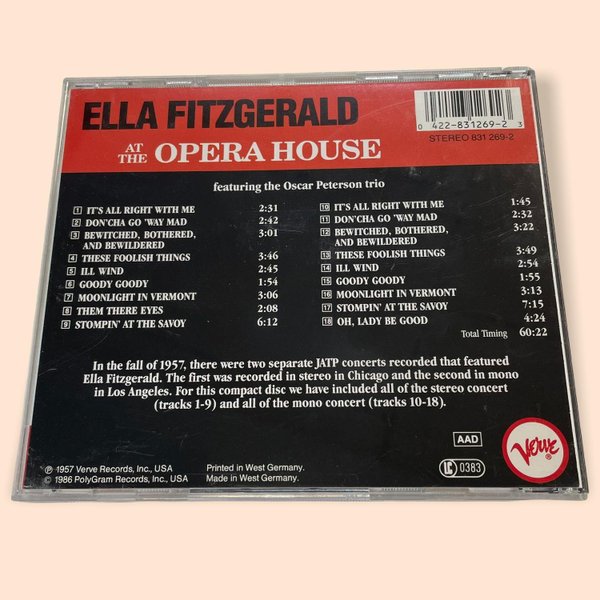 ELLA FITZGERALD
AT THE OPERA HOUSE
0 422-831269-2 3
STEREO 831 269-2
featuring the Oscar Peterson trio
1 IT'S ALL RIGHT WITH ME 2:31
2 DON'CHA GO 'WAY MAD 2:42
3 BEWITCHED, BOTHERED, 3:01
AND BEWILDERED
4 THESE FOOLISH THINGS 3:46
5 ILL WIND 2:45
6 GOODY GOODY 1:54
7 MOONLIGHT IN VERMONT 3:06
8 THEM THERE EYES 2:08
9 STOMPIN' AT THE SAVOY 6:12
10 IT'S ALL RIGHT WITH ME 1:45
11 DON'CHA GO 'WAY MAD 2:32
12 BEWITCHED, BOTHERED, 3:22
AND BEWILDERED
13 THESE FOOLISH THINGS 3:49
14 ILL WIND 2:54
15 GOODY GOODY 1:55
16 MOONLIGHT IN VERMONT 3:13
17 STOMPIN' AT THE SAVOY 7:15
18 OH, LADY BE GOOD 4:24
Total Timing 60:22
In the fall of 1957, there were two separate JATP concerts recorded that featured
Ella Fitzgerald. The first was recorded in stereo in Chicago and the second in mono
in Los Angeles. For this compact disc we have included all of the stereo concert
(tracks 1-9) and all of the mono concert (tracks 10-18).
AAD
℗ 1957 Verve Records, Inc., USA
© 1986 PolyGram Records, Inc., USA
Printed in West Germany.
Made in West Germany.
LC 0383
Verve ®